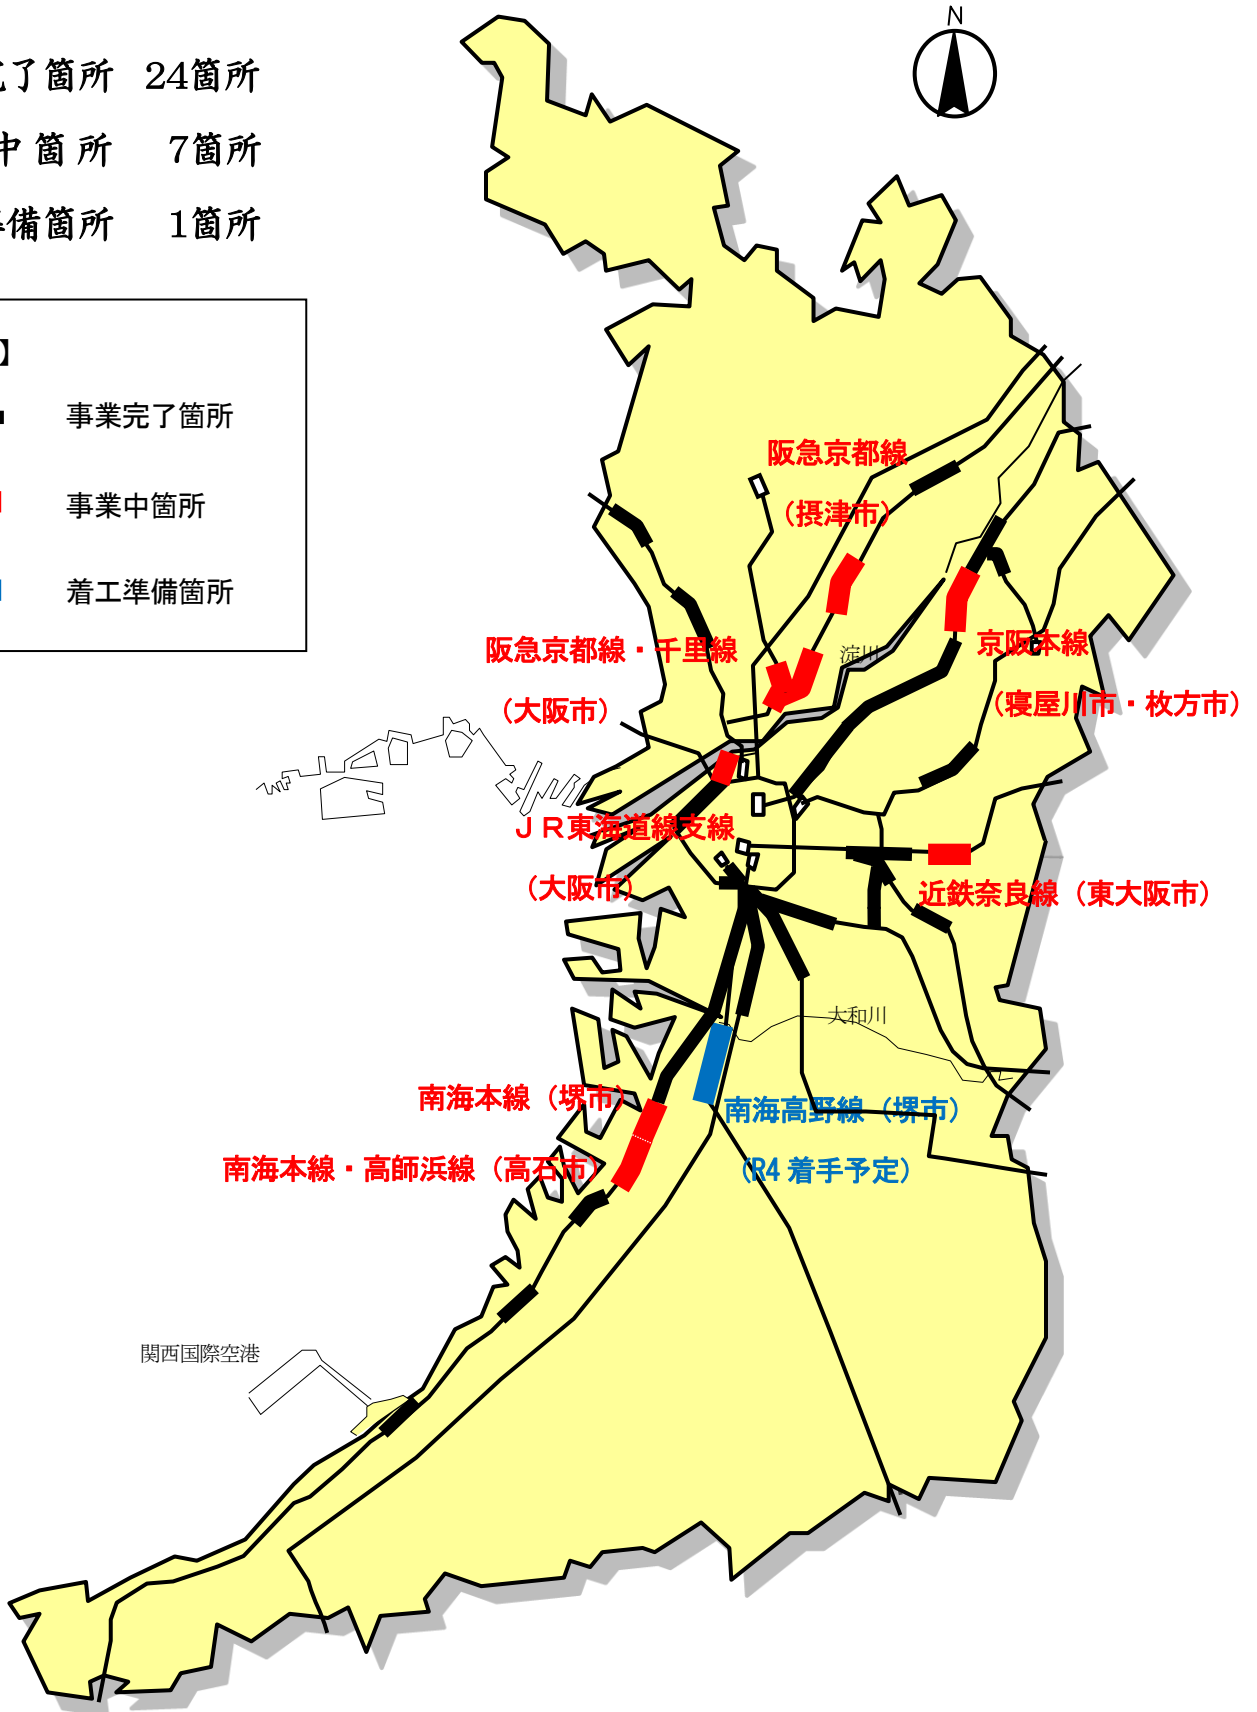 N
了箇所 24箇所
中箇所 7箇所
備箇所 1箇所
】
事業完了箇所
事業中箇所
着工準備箇所
阪急京都線
(摂津市)
阪急京都線・千里線
(大阪市)
淀川
京阪本線
(寝屋川市・枚方市)
JR東海道線支線
(大阪市)
近鉄奈良線(東大阪市)
大和川
南海本線(堺市)
南海高野線(堺市)
南海本線・高師浜線(高石市)
(R4 着手予定)
関西国際空港